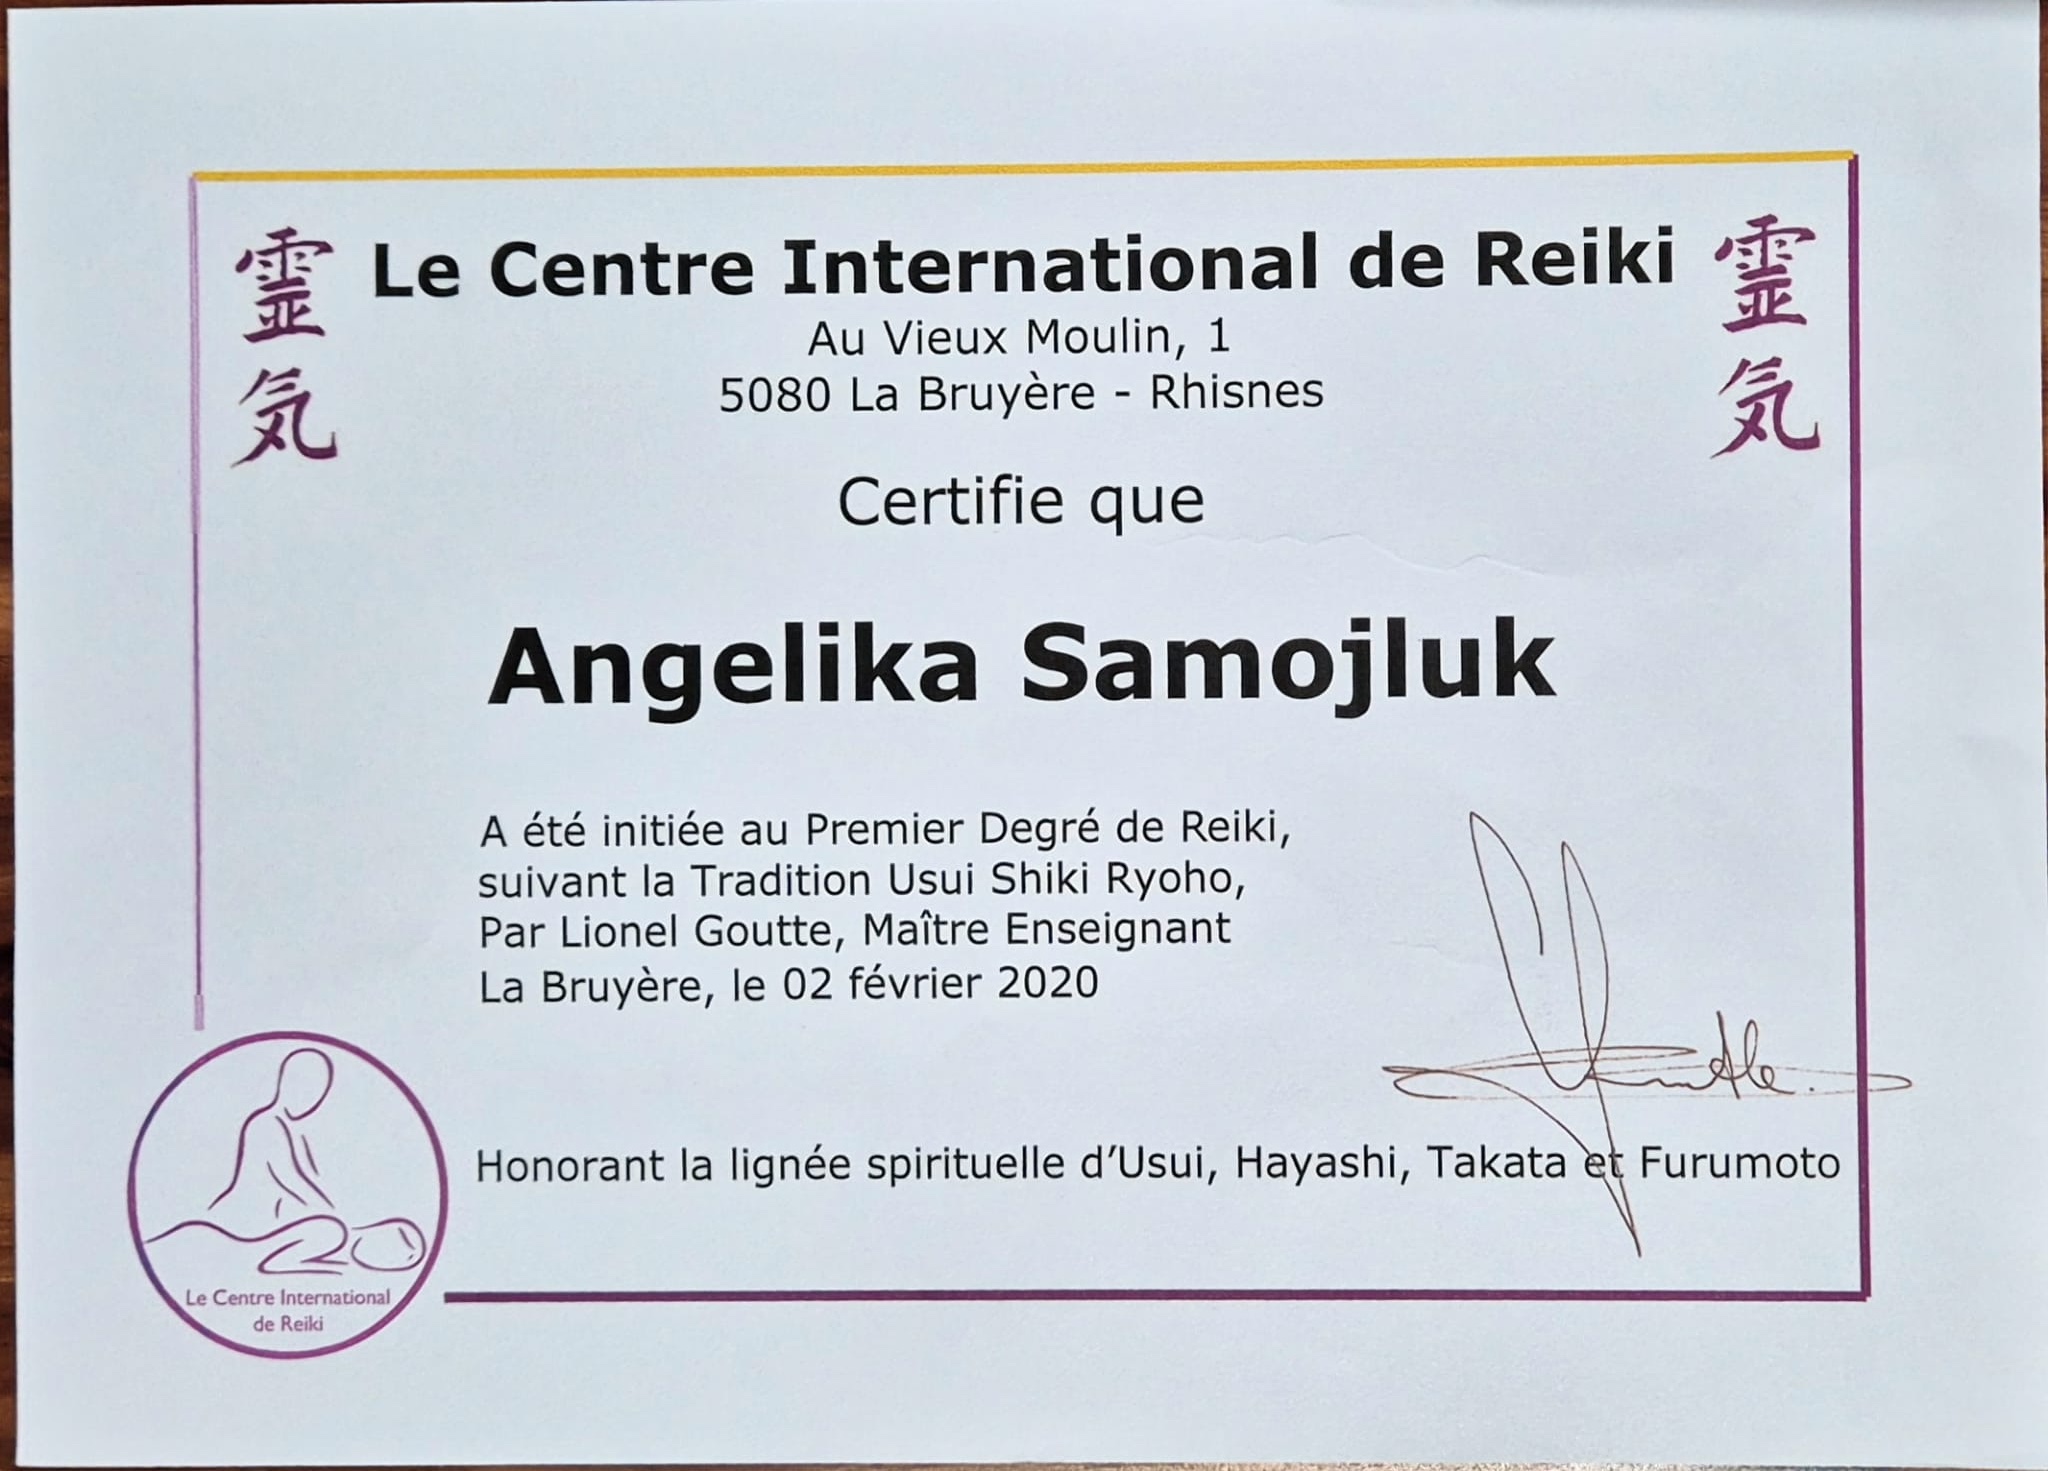 霊気
霊気
Le Centre International de Reiki
Au Vieux Moulin, 1
5080 La Bruyère - Rhisnes
Certifie que
Angelika Samojluk
A été initiée au Premier Degré de Reiki,
suivant la Tradition Usui Shiki Ryoho,
Par Lionel Goutte, Maître Enseignant
La Bruyère, le 02 février 2020
Honorant la lignée spirituelle d’Usui, Hayashi, Takata et Furumoto
Le Centre International
de Reiki